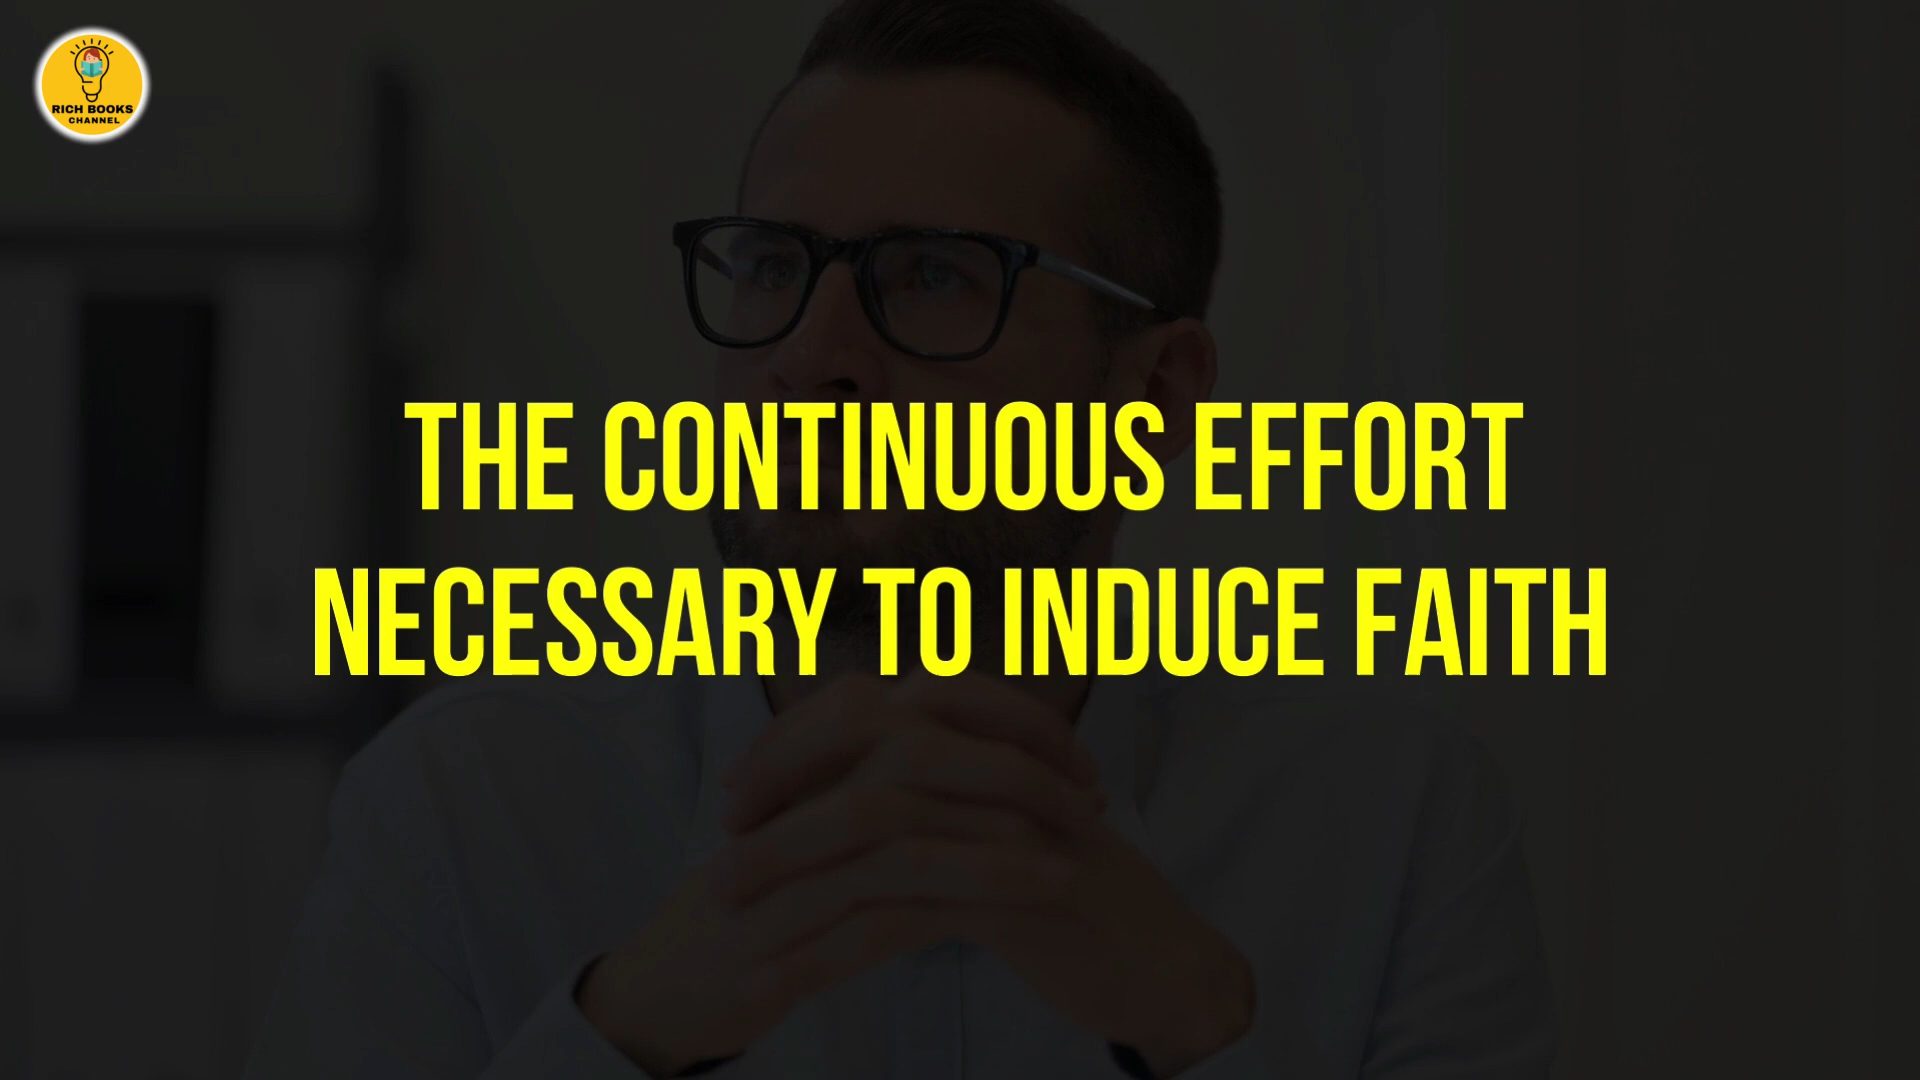 RICH BOOKS
CHANNEL
THE CONTINUOUS EFFORT
NECESSARY TO INDUCE FAITH